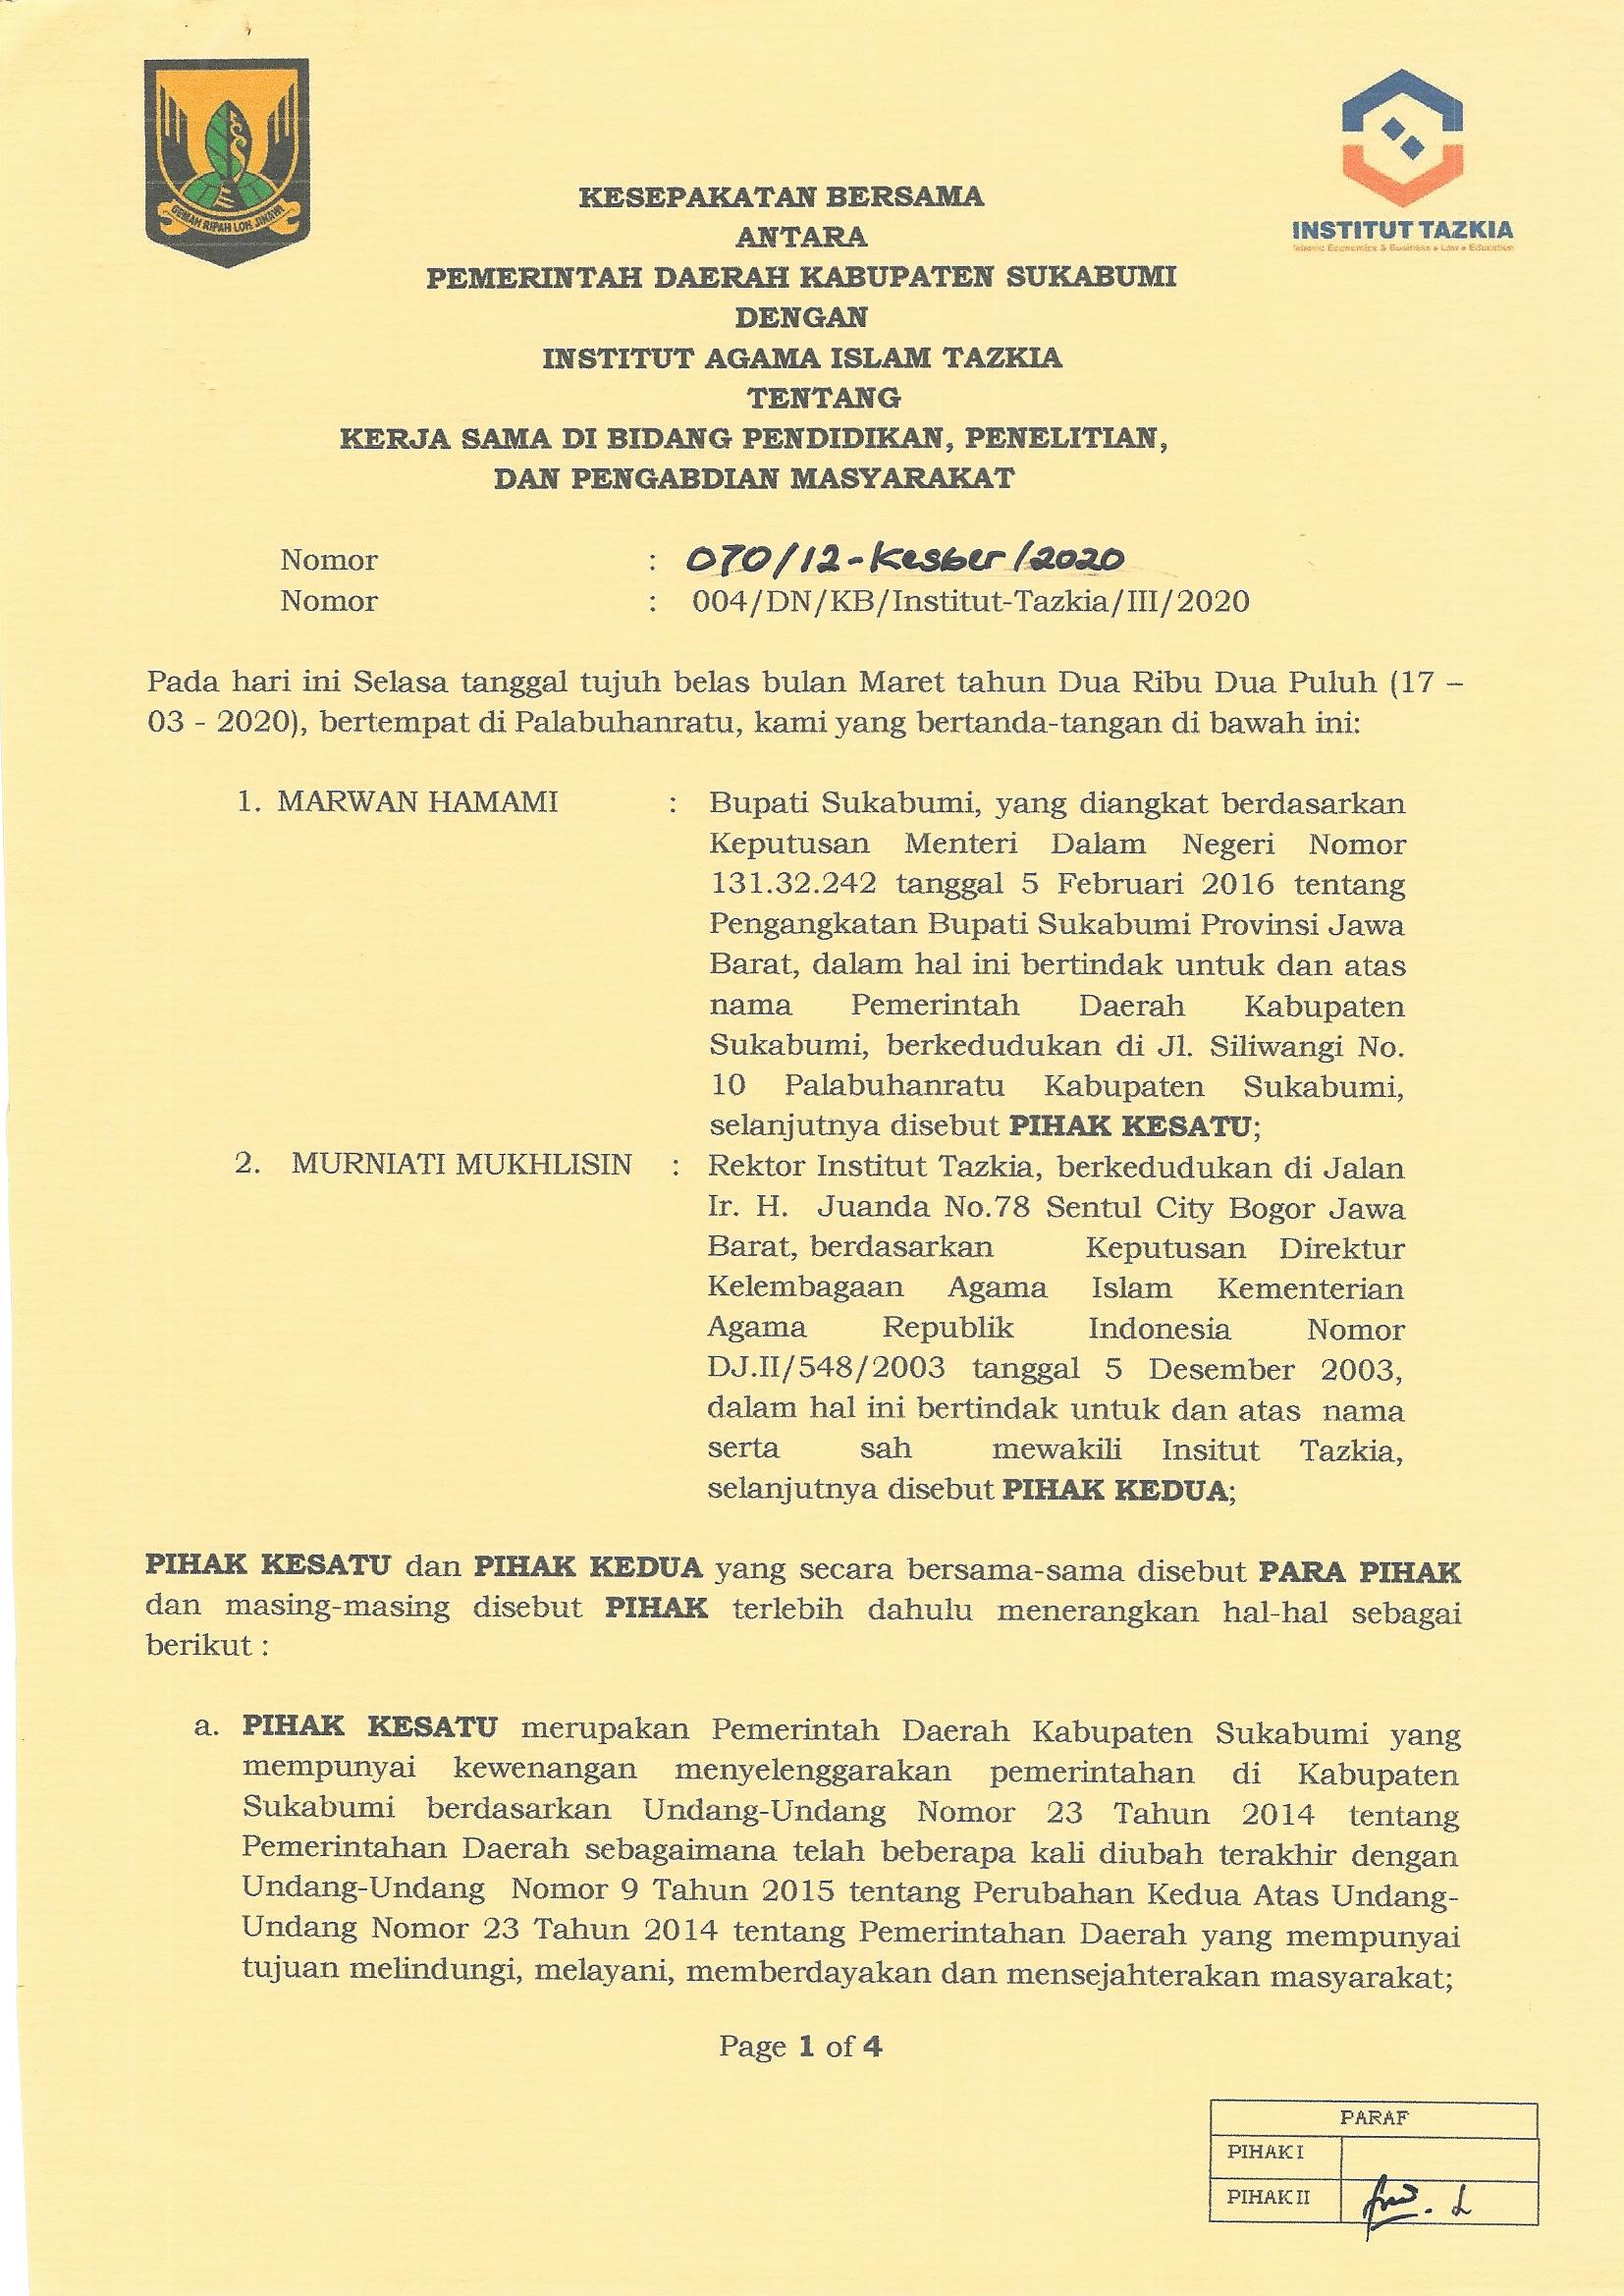 GEMAH RIPAH LOH JINAWI
INSTITUT TAZKIA
Islamic Economics & Business • Law • Education
KESEPAKATAN BERSAMA
ANTARA
PEMERINTAH DAERAH KABUPATEN SUKABUMI
DENGAN
INSTITUT AGAMA ISLAM TAZKIA
TENTANG
KERJA SAMA DI BIDANG PENDIDIKAN, PENELITIAN,
DAN PENGABDIAN MASYARAKAT
Nomor : 070/12-Kesber/2020
Nomor : 004/DN/KB/Institut-Tazkia/III/2020
Pada hari ini Selasa tanggal tujuh belas bulan Maret tahun Dua Ribu Dua Puluh (17 –
03 - 2020), bertempat di Palabuhanratu, kami yang bertanda-tangan di bawah ini:
1. MARWAN HAMAMI : Bupati Sukabumi, yang diangkat berdasarkan
Keputusan Menteri Dalam Negeri Nomor
131.32.242 tanggal 5 Februari 2016 tentang
Pengangkatan Bupati Sukabumi Provinsi Jawa
Barat, dalam hal ini bertindak untuk dan atas
nama Pemerintah Daerah Kabupaten
Sukabumi, berkedudukan di Jl. Siliwangi No.
10 Palabuhanratu Kabupaten Sukabumi,
selanjutnya disebut PIHAK KESATU;
2. MURNIATI MUKHLISIN : Rektor Institut Tazkia, berkedudukan di Jalan
Ir. H. Juanda No.78 Sentul City Bogor Jawa
Barat, berdasarkan Keputusan Direktur
Kelembagaan Agama Islam Kementerian
Agama Republik Indonesia Nomor
DJ.II/548/2003 tanggal 5 Desember 2003,
dalam hal ini bertindak untuk dan atas nama
serta sah mewakili Insitut Tazkia,
selanjutnya disebut PIHAK KEDUA;
PIHAK KESATU dan PIHAK KEDUA yang secara bersama-sama disebut PARA PIHAK
dan masing-masing disebut PIHAK terlebih dahulu menerangkan hal-hal sebagai
berikut :
a. PIHAK KESATU merupakan Pemerintah Daerah Kabupaten Sukabumi yang
mempunyai kewenangan menyelenggarakan pemerintahan di Kabupaten
Sukabumi berdasarkan Undang-Undang Nomor 23 Tahun 2014 tentang
Pemerintahan Daerah sebagaimana telah beberapa kali diubah terakhir dengan
Undang-Undang Nomor 9 Tahun 2015 tentang Perubahan Kedua Atas Undang-
Undang Nomor 23 Tahun 2014 tentang Pemerintahan Daerah yang mempunyai
tujuan melindungi, melayani, memberdayakan dan mensejahterakan masyarakat;
Page 1 of 4
PARAF
PIHAK I
PIHAK II